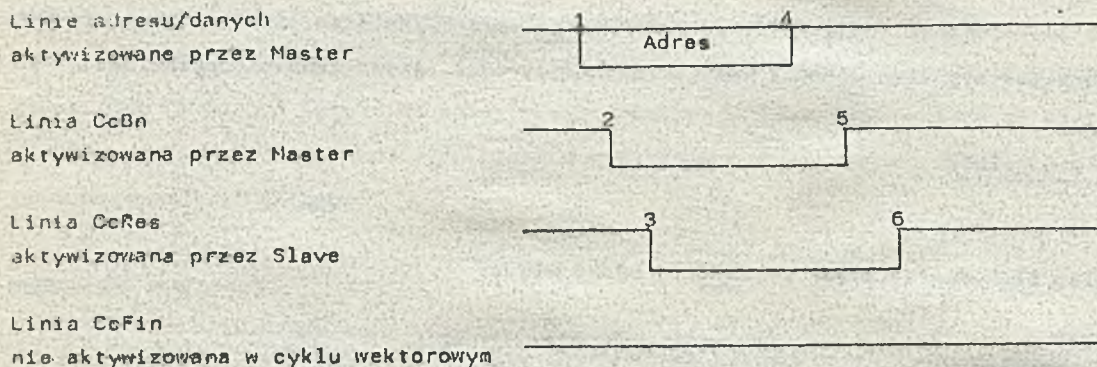 Linie adresu/danych
aktywizowane przez Master
1 4
Adres
Linia CcBn
aktywizowana przez Master
2 5
Linia CcRes
aktywizowana przez Slave
3 6
Linia CcFin
nie aktywizowana w cyklu wektorowym